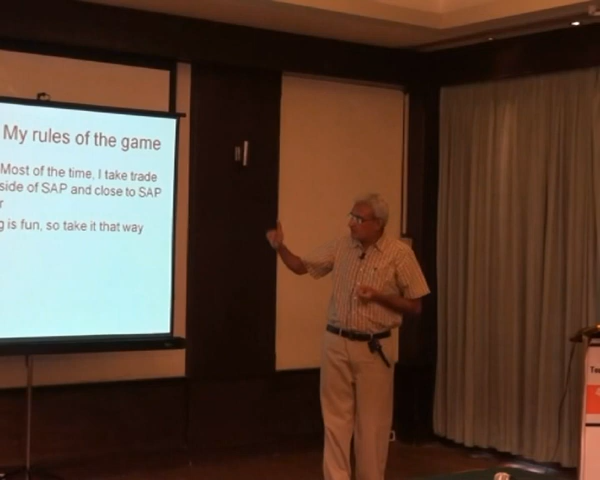 My rules of the game
Most of the time, I take trade
side of SAP and close to SAP
is fun, so take it that way